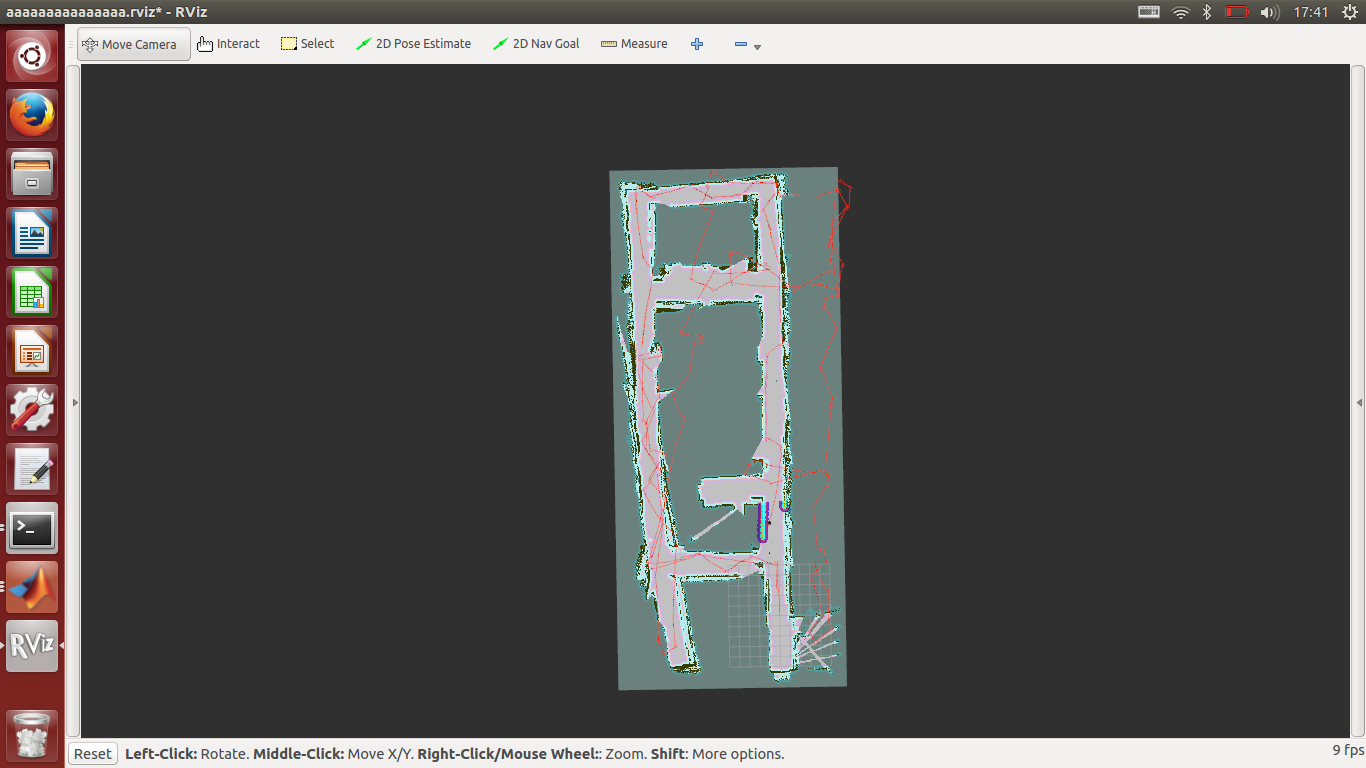 aaaaaaaaaaaaaaa.rviz* - RViz
17:41
Move Camera Interact Select 2D Pose Estimate 2D Nav Goal Measure
>_
RViz
Reset Left-Click: Rotate. Middle-Click: Move X/Y. Right-Click/Mouse Wheel:: Zoom. Shift: More options. 9 fps